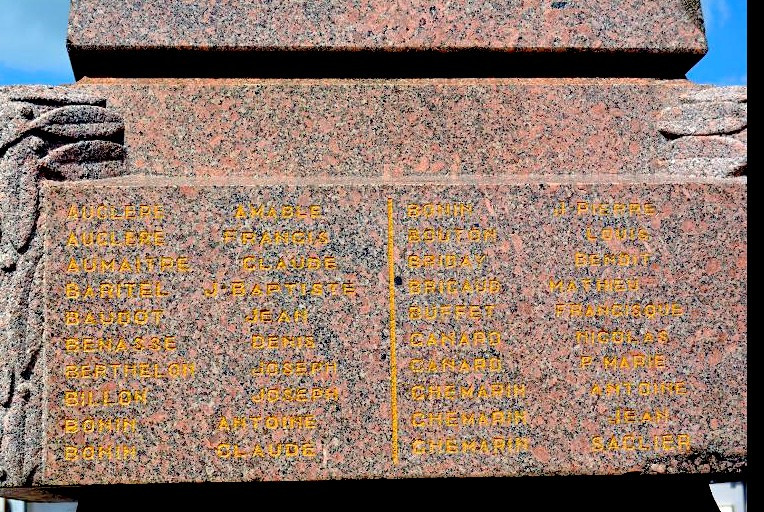 AUCLERE AMABLE
AUCLERE FRANCIS
AUMAITRE CLAUDE
BARITEL J-BAPTISTE
BAUDOT JEAN
BENASSE DENIS
BERTHELON JOSEPH
BILLON JOSEPH
BONIN ANTOINE
BONIN CLAUDE
BONIN J-PIERRE
BOUTON LOUIS
BRIDAY BENOIT
BRIGAUD MATHIEU
BUFFET FRANCISQUE
CANARD NICOLAS
CANARD P. MARIE
CHEMARIN ANTOINE
CHEMARIN JEAN
CHEMARIN